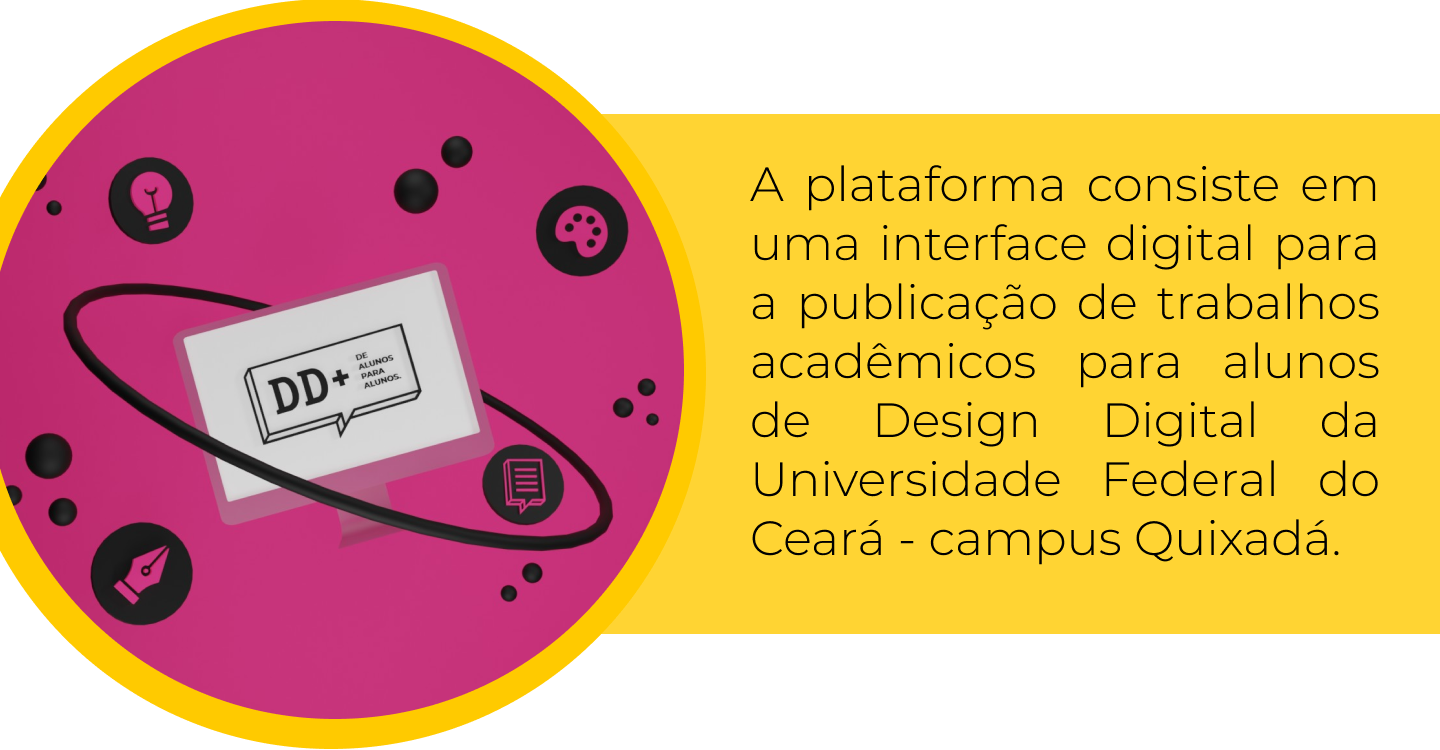 DD+
DE
ALUNOS
PARA
ALUNOS.
A plataforma consiste em
uma interface digital para
a publicação de trabalhos
acadêmicos para alunos
de Design Digital da
Universidade Federal do
Ceará - campus Quixadá.